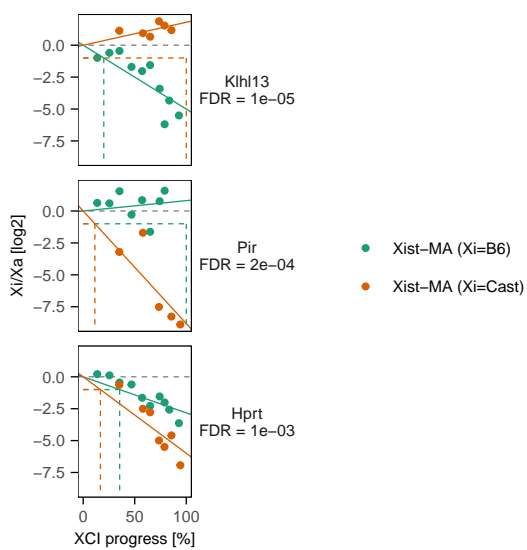 0.0
−2.5
−5.0
−7.5
Klhl13
FDR = 1e−05
0.0
−2.5
−5.0
−7.5
Pir
FDR = 2e−04
Xi/Xa [log2]
Xist−MA (Xi=B6)
Xist−MA (Xi=Cast)
0.0
−2.5
−5.0
−7.5
Hprt
FDR = 1e−03
0 50 100
XCI progress [%]